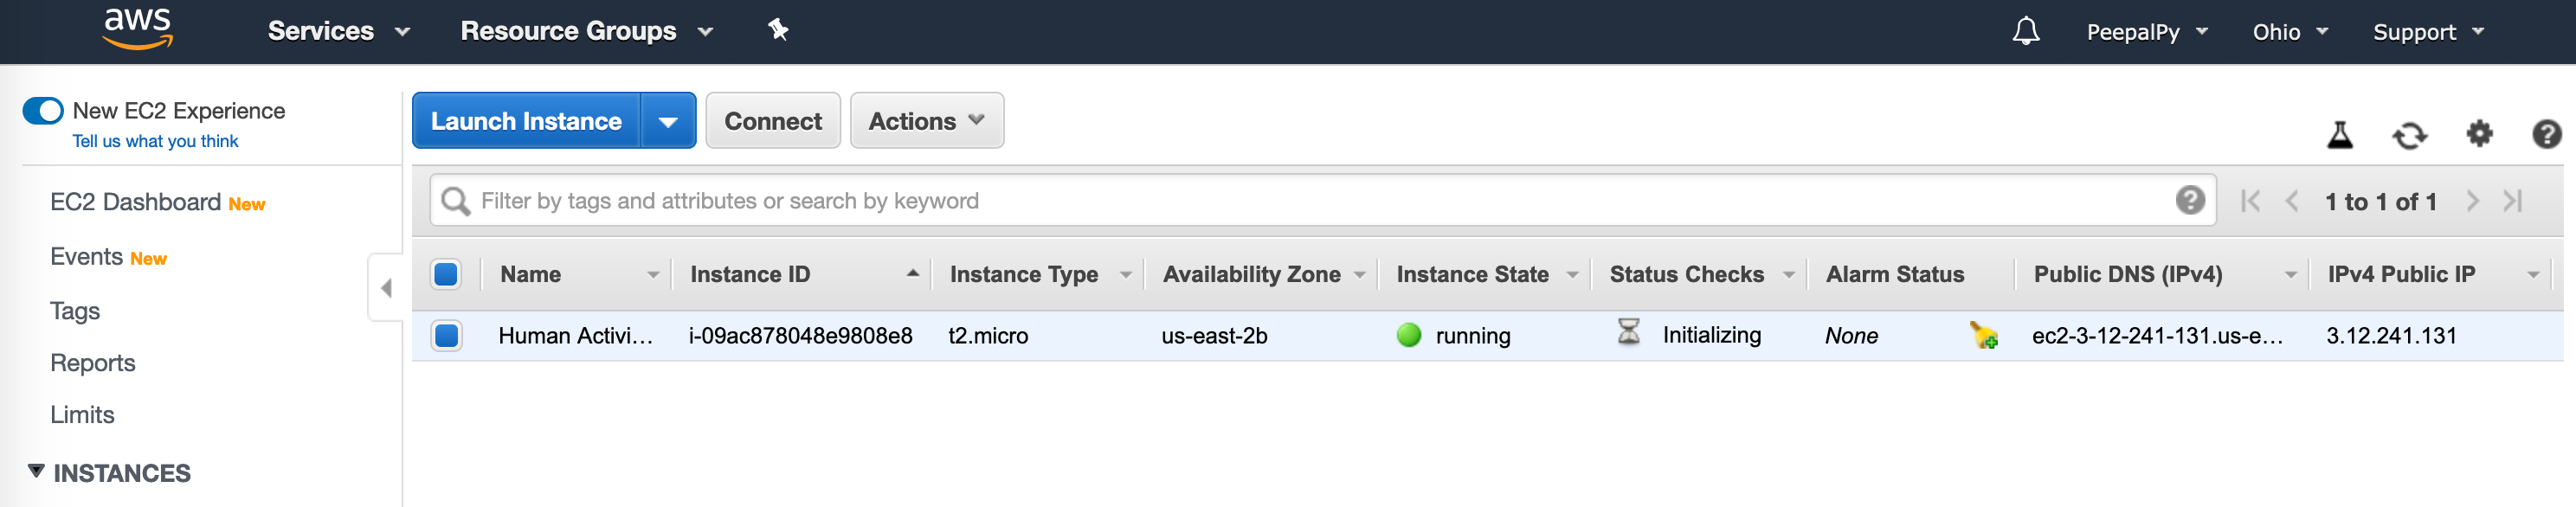 aws Services Resource Groups PeepalPy Ohio Support
New EC2 Experience
Tell us what you think
EC2 Dashboard New
Events New
Tags
Reports
Limits
INSTANCES
Launch Instance Connect Actions
Filter by tags and attributes or search by keyword 1 to 1 of 1
Name Instance ID Instance Type Availability Zone Instance State Status Checks Alarm Status Public DNS (IPv4) IPv4 Public IP
Human Activi... i-09ac878048e9808e8 t2.micro us-east-2b running Initializing None ec2-3-12-241-131.us-e... 3.12.241.131